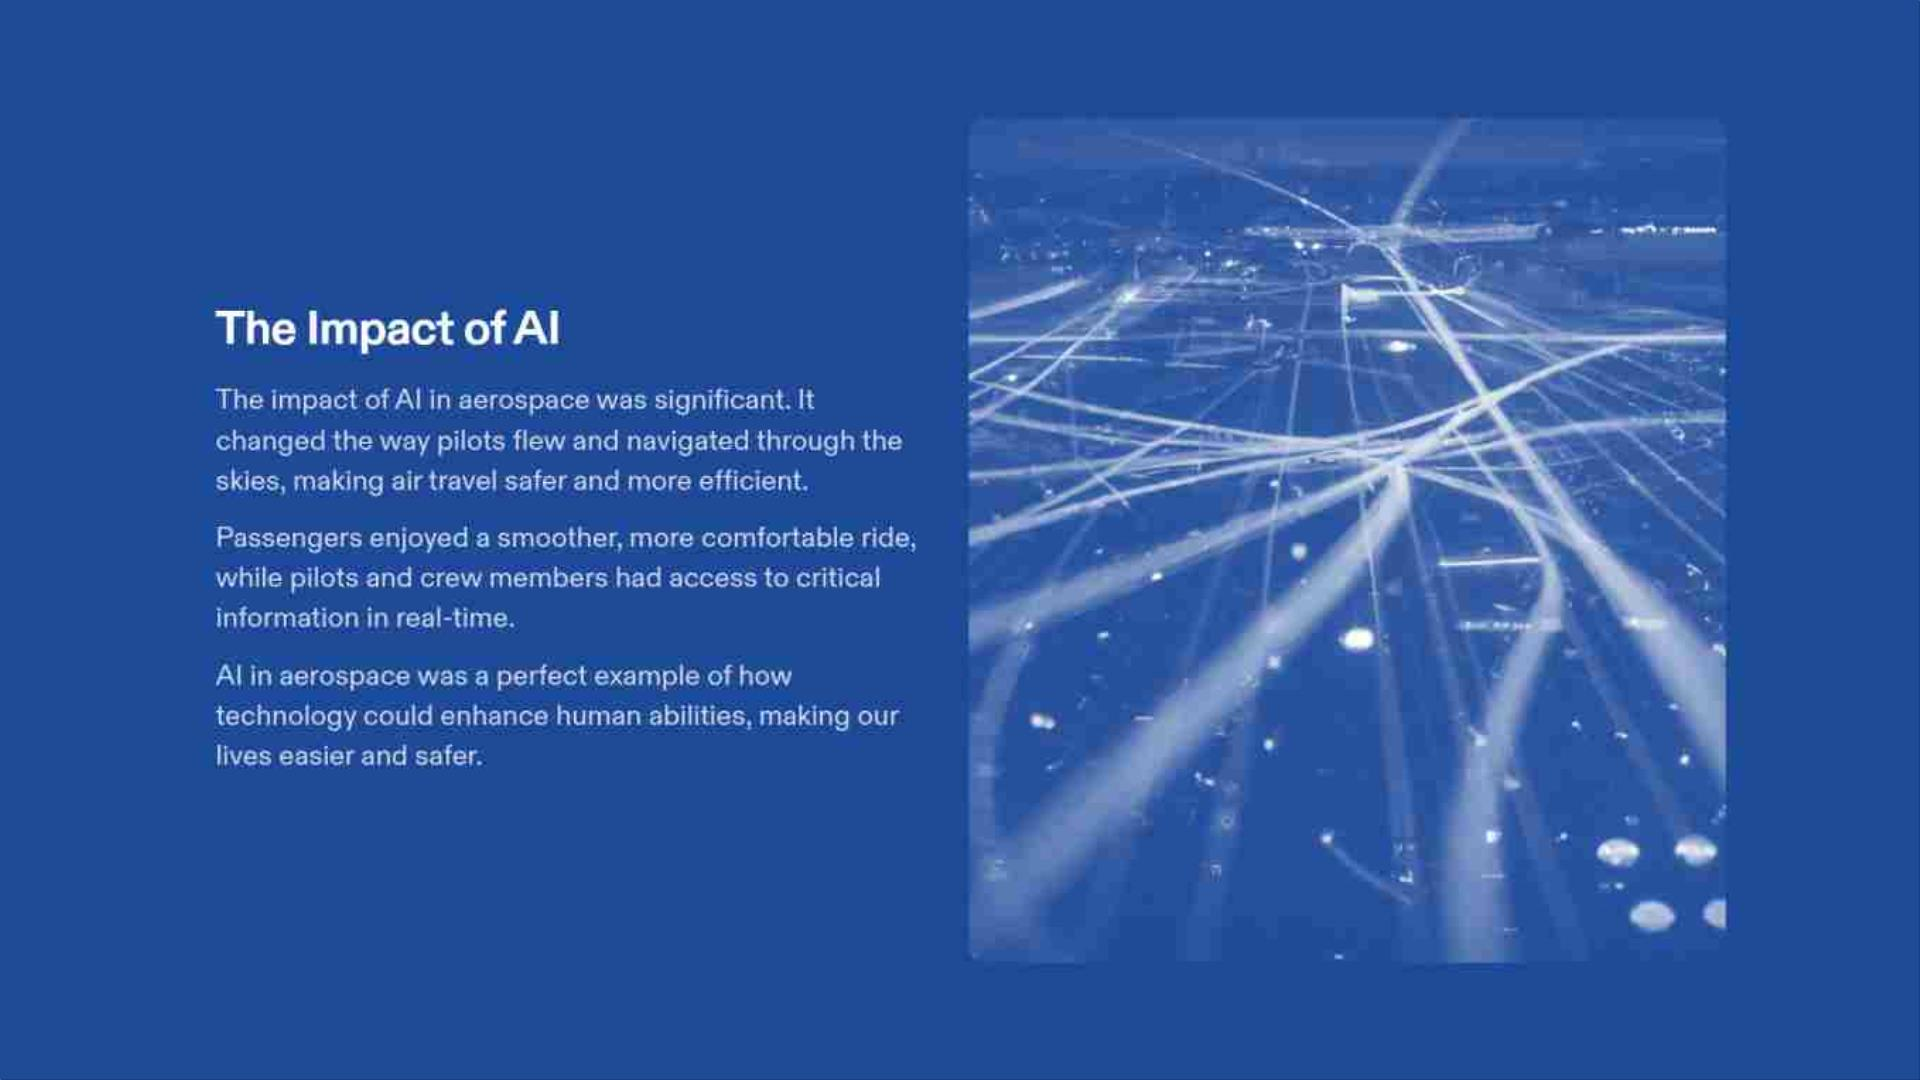 The Impact of AI
The impact of AI in aerospace was significant. It
changed the way pilots flew and navigated through the
skies, making air travel safer and more efficient.
Passengers enjoyed a smoother, more comfortable ride,
while pilots and crew members had access to critical
information in real-time.
AI in aerospace was a perfect example of how
technology could enhance human abilities, making our
lives easier and safer.